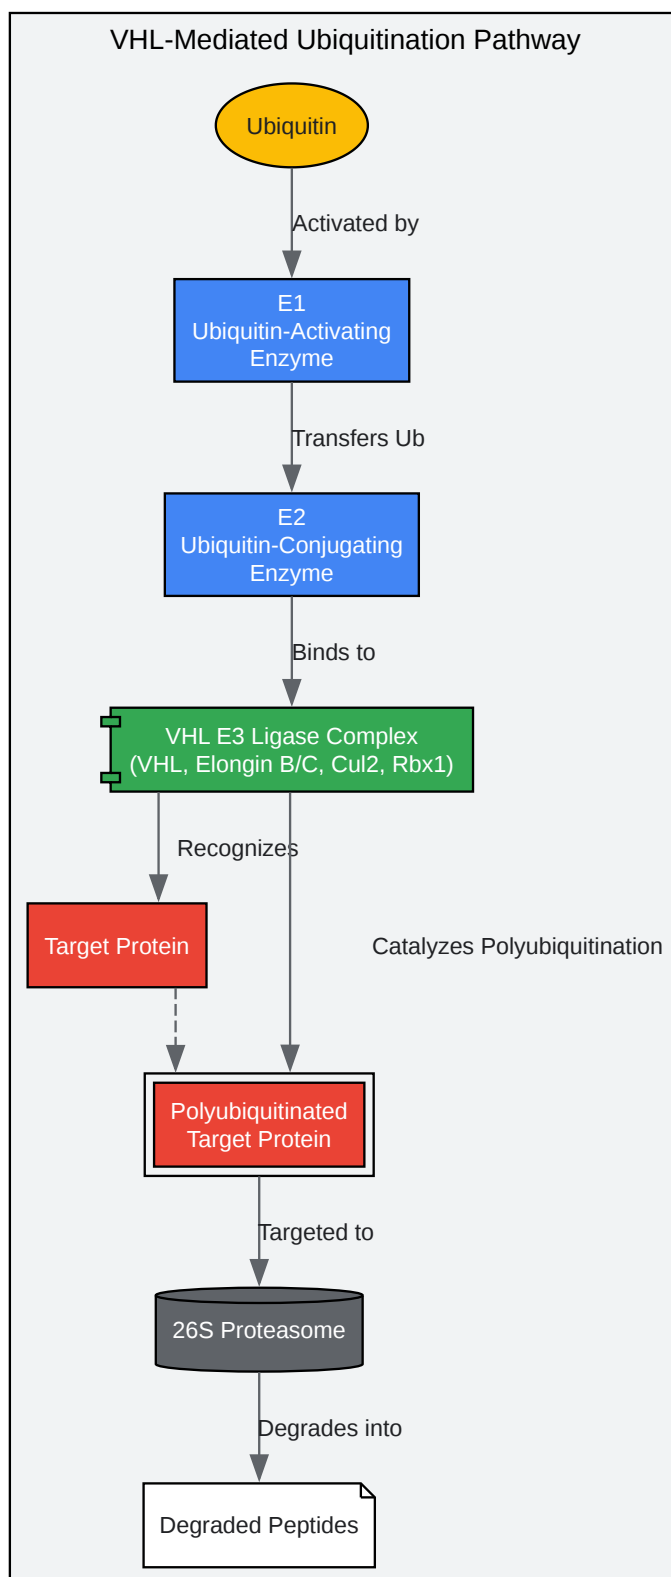 VHL-Mediated Ubiquitination Pathway
Ubiquitin
Activated by
E1
Ubiquitin-Activating
Enzyme
Transfers Ub
E2
Ubiquitin-Conjugating
Enzyme
Binds to
VHL E3 Ligase Complex
(VHL, Elongin B/C, Cul2, Rbx1)
Recognizes
Target Protein
Catalyzes Polyubiquitination
Polyubiquitinated
Target Protein
Targeted to
26S Proteasome
Degrades into
Degraded Peptides